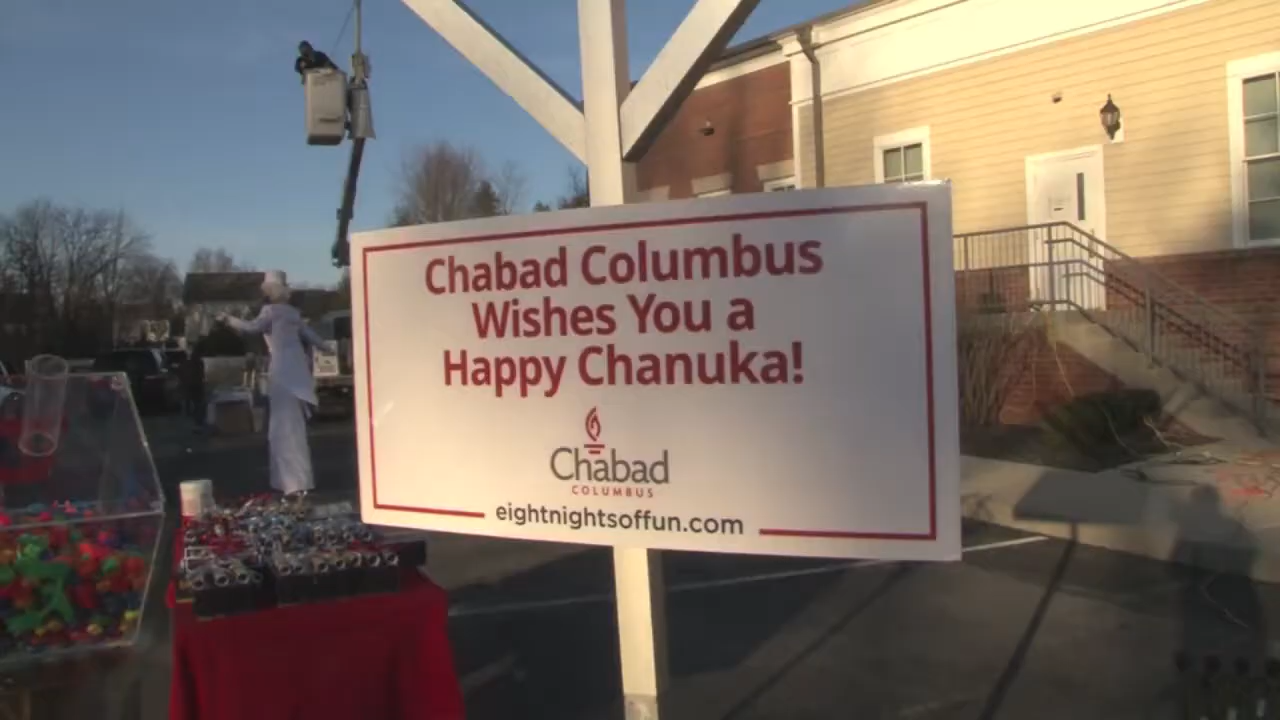 Chabad Columbus
Wishes You a
Happy Chanuka!
Chabad
COLUMBUS
eightnightsoffun.com